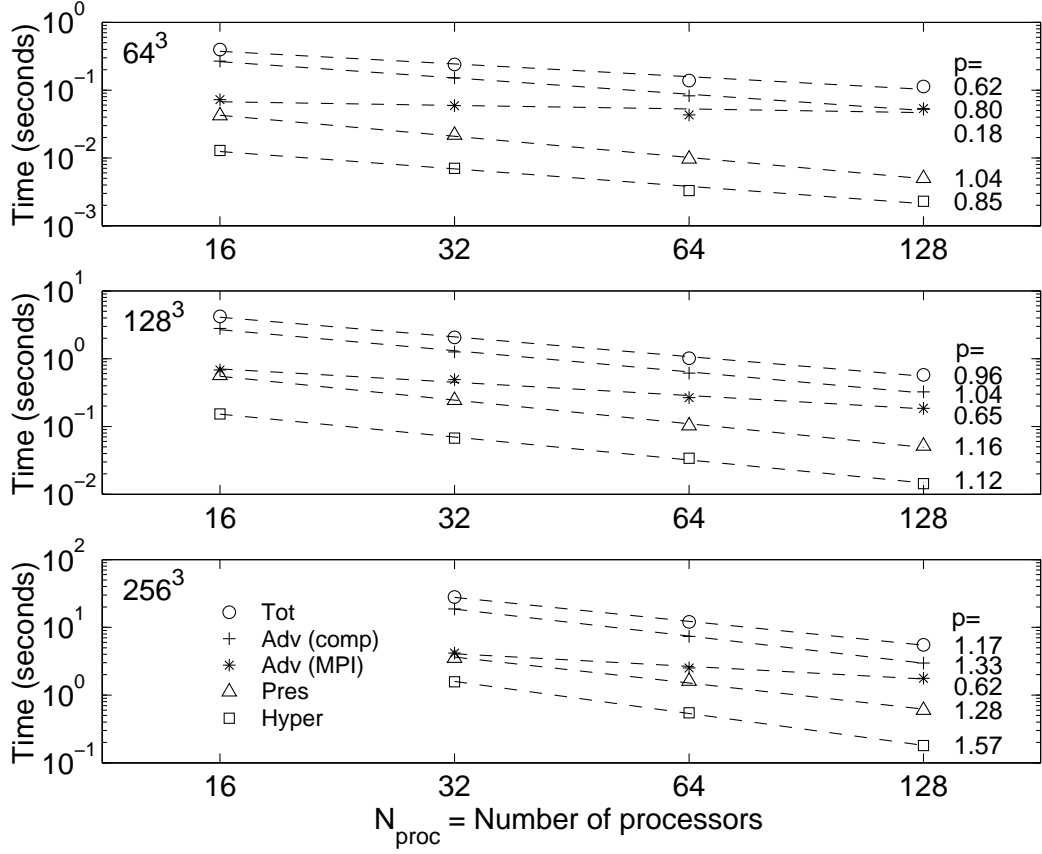 10^0
10^-1
10^-2
10^-3
Time (seconds)
64^3
p=
0.62
0.80
0.18
1.04
0.85
16 32 64 128
10^1
10^0
10^-1
10^-2
Time (seconds)
128^3
p=
0.96
1.04
0.65
1.16
1.12
16 32 64 128
10^2
10^1
10^0
10^-1
Time (seconds)
256^3
Tot
Adv (comp)
Adv (MPI)
Pres
Hyper
p=
1.17
1.33
0.62
1.28
1.57
16 32 64 128
N_proc = Number of processors